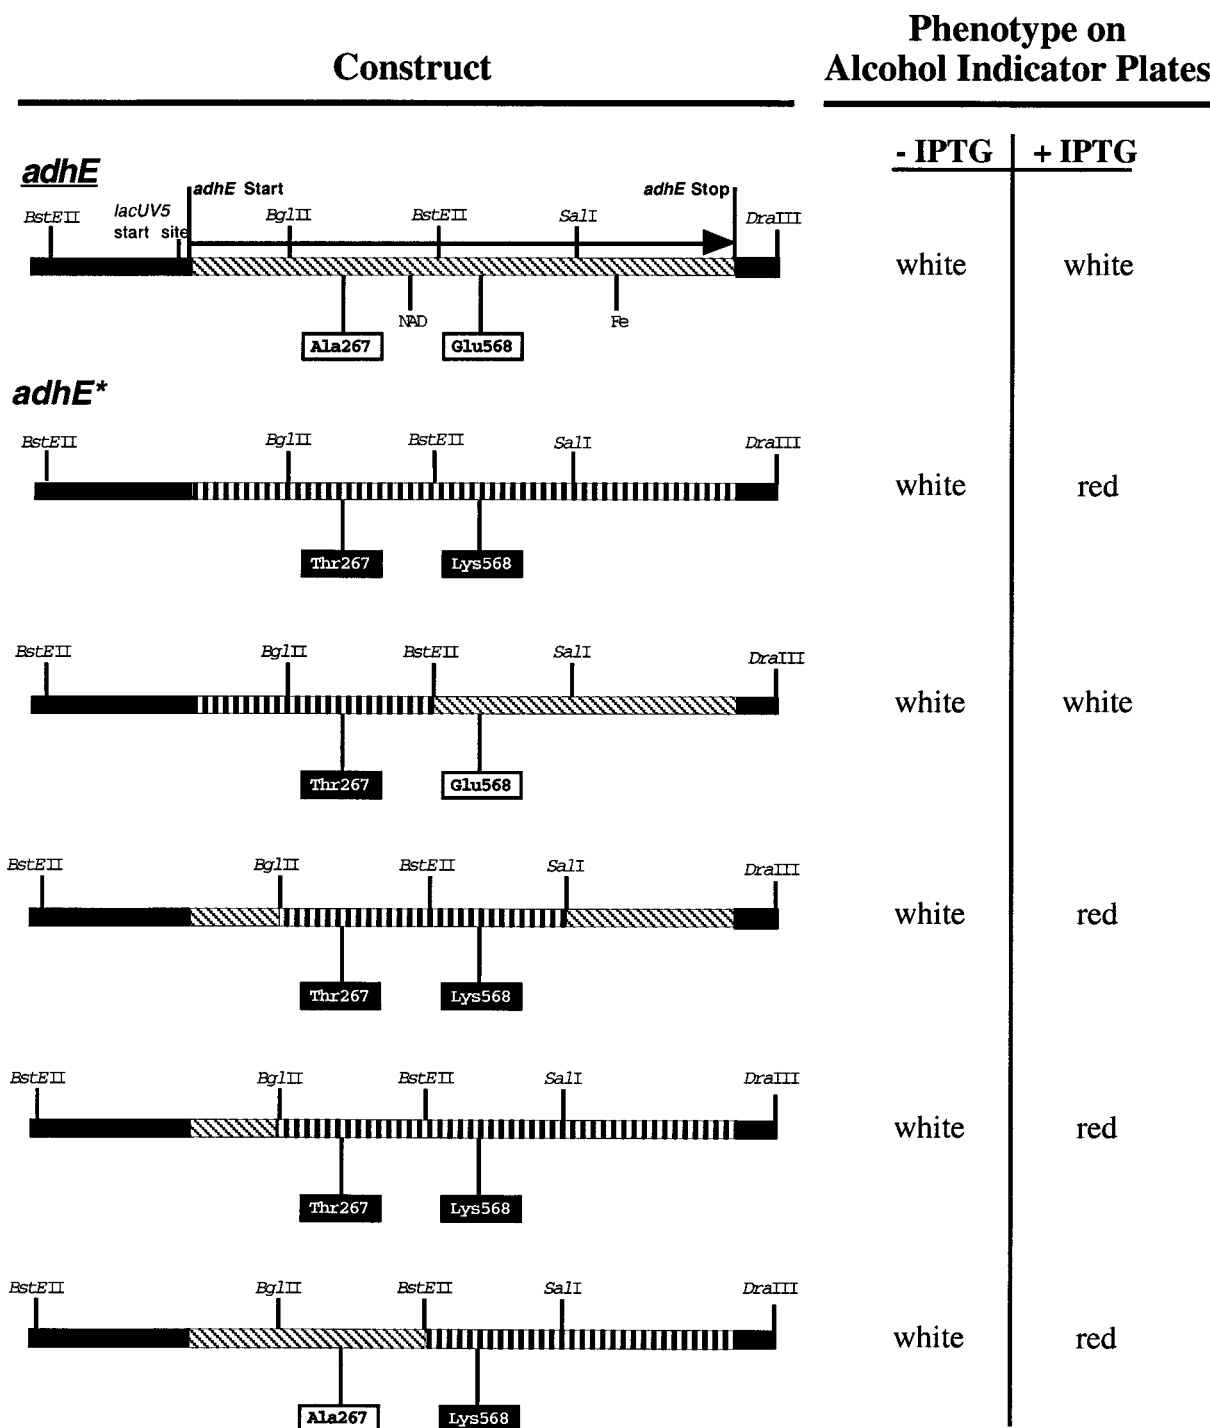 Construct
Phenotype on
Alcohol Indicator Plates
- IPTG + IPTG
adhE
BstEII lacUV5 start site adhE Start BglII BstEII SalI adhE Stop DraIII
white white
Ala267 NAD Glu568 Fe
adhE*
BstEII BglII BstEII SalI DraIII
white red
Thr267 Lys568
BstEII BglII BstEII SalI DraIII
white white
Thr267 Glu568
BstEII BglII BstEII SalI DraIII
white red
Thr267 Lys568
BstEII BglII BstEII SalI DraIII
white red
Thr267 Lys568
BstEII BglII BstEII SalI DraIII
white red
Ala267 Lys568